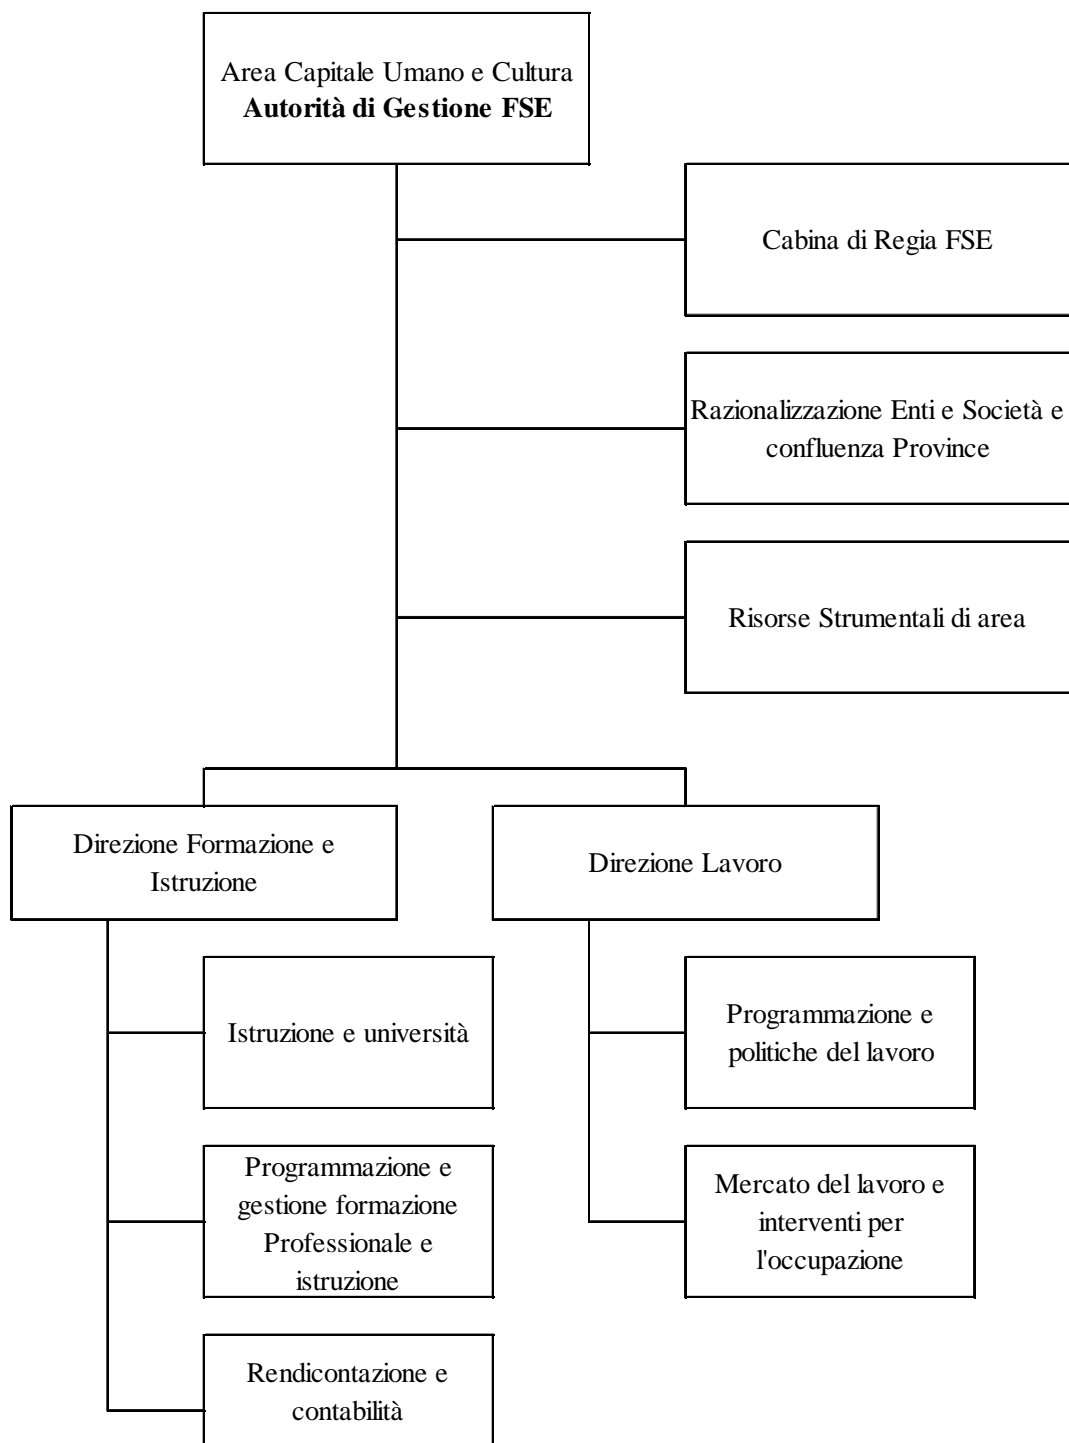 Area Capitale Umano e Cultura
Autorità di Gestione FSE
Cabina di Regia FSE
Razionalizzazione Enti e Società e
confluenza Province
Risorse Strumentali di area
Direzione Formazione e
Istruzione
Direzione Lavoro
Istruzione e università
Programmazione e
gestione formazione
Professionale e
istruzione
Rendicontazione e
contabilità
Programmazione e
politiche del lavoro
Mercato del lavoro e
interventi per
l'occupazione